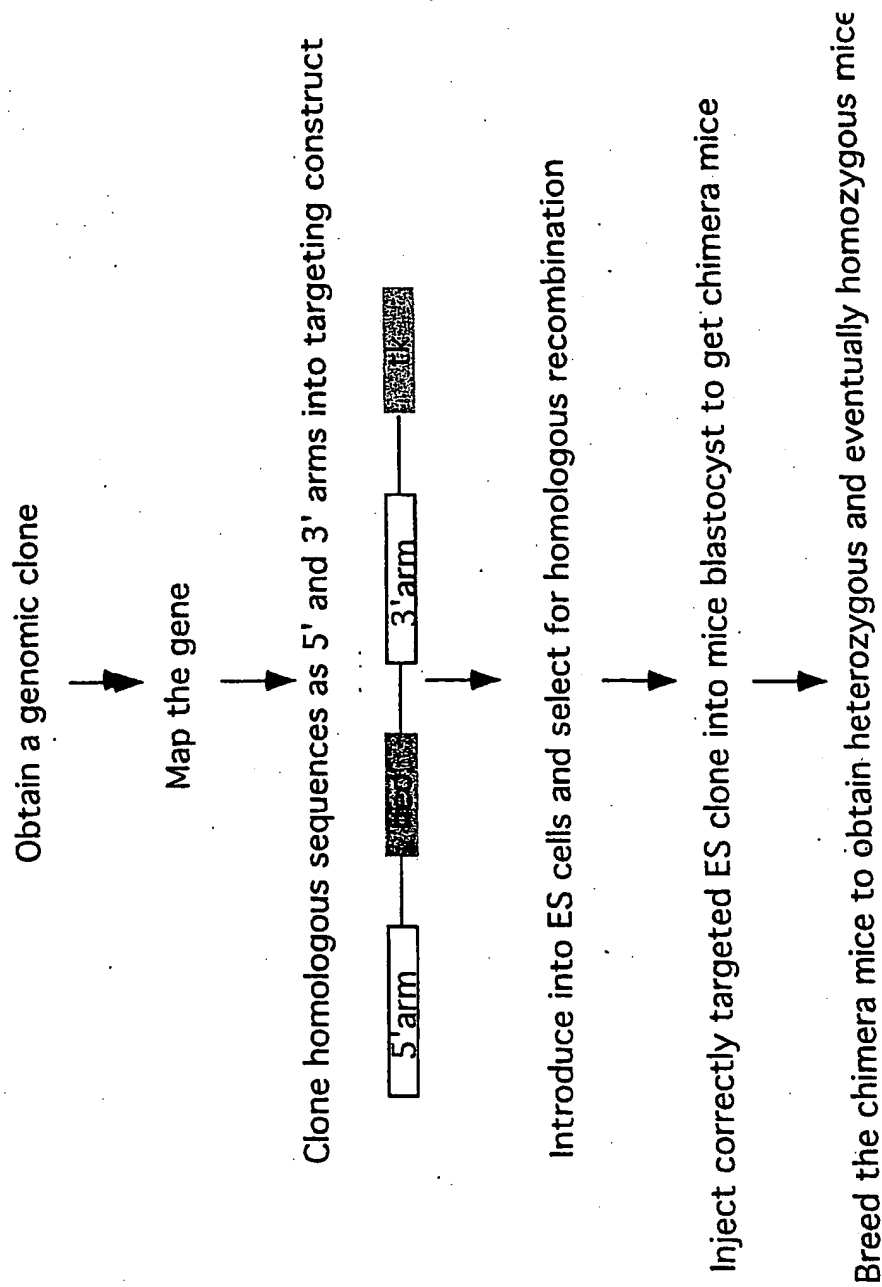 Obtain a genomic clone
Map the gene
Clone homologous sequences as 5' and 3' arms into targeting construct
5'arm
neo
3'arm
tk
Introduce into ES cells and select for homologous recombination
Inject correctly targeted ES clone into mice blastocyst to get chimera mice
Breed the chimera mice to obtain heterozygous and eventually homozygous mice